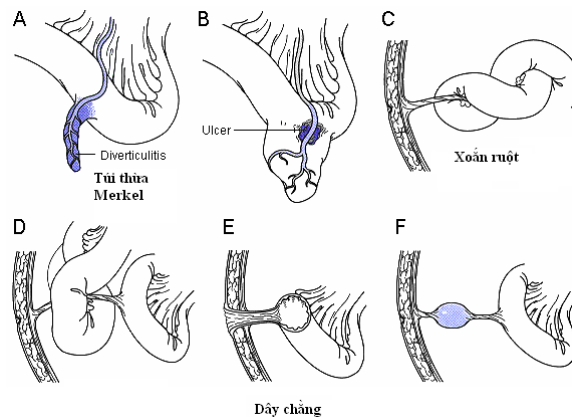 A
B
C
Diverticulitis
Túi thừa
Merkel
Ulcer
Xoắn ruột
D
E
F
Dây chằng